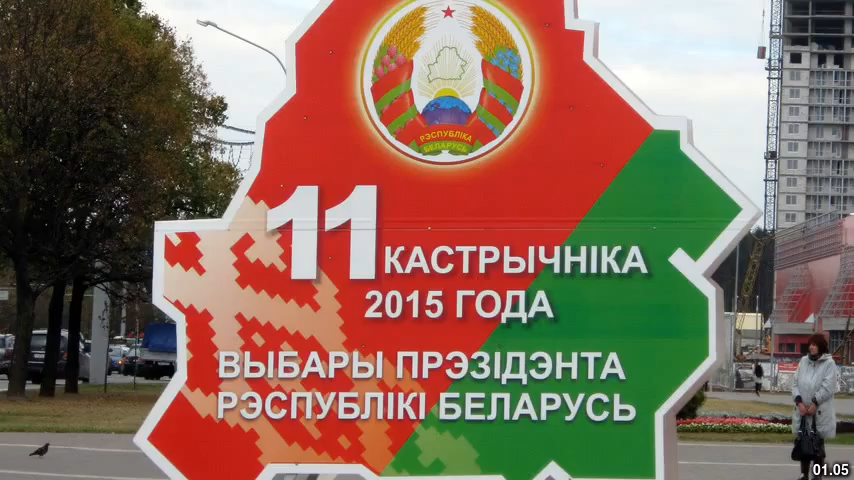 РЭСПУБЛІКА
БЕЛАРУСЬ
11 КАСТРЫЧНІКА
2015 ГОДА
ВЫБАРЫ ПРЭЗІДЭНТА
РЭСПУБЛІКІ БЕЛАРУСЬ
01.05